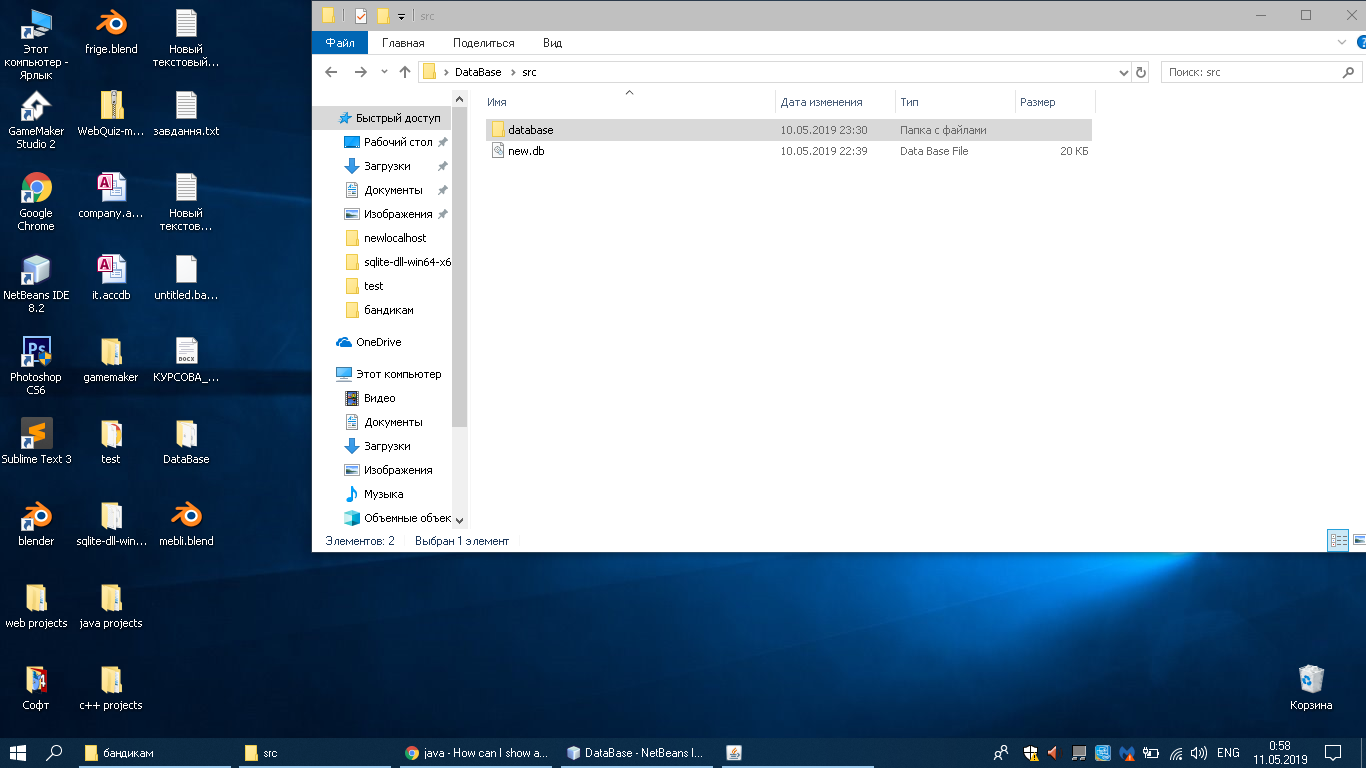 Этот
компьютер -
Ярлык
frige.blend
Новый
текстовый...
GameMaker
Studio 2
WebQuiz-m...
завдання.txt
Google
Chrome
company.a...
Новый
текстов...
NetBeans IDE
8.2
it.accdb
untitled.ba...
Photoshop
CS6
gamemaker
КУРСОВА_...
Sublime Text 3
test
DataBase
blender
sqlite-dll-win...
mebli.blend
web projects
java projects
Софт
c++ projects
src
Файл
Главная
Поделиться
Вид
DataBase
src
Поиск: src
Имя
Дата изменения
Тип
Размер
database
10.05.2019 23:30
Папка с файлами
new.db
10.05.2019 22:39
Data Base File
20 КБ
Быстрый доступ
Рабочий стол
Загрузки
Документы
Изображения
newlocalhost
sqlite-dll-win64-x6
test
бандикам
OneDrive
Этот компьютер
Видео
Документы
Загрузки
Изображения
Музыка
Объемные объек
Элементов: 2
Выбран 1 элемент
Корзина
бандикам
src
java - How can I show a...
DataBase - NetBeans I...
ENG
0:58
11.05.2019